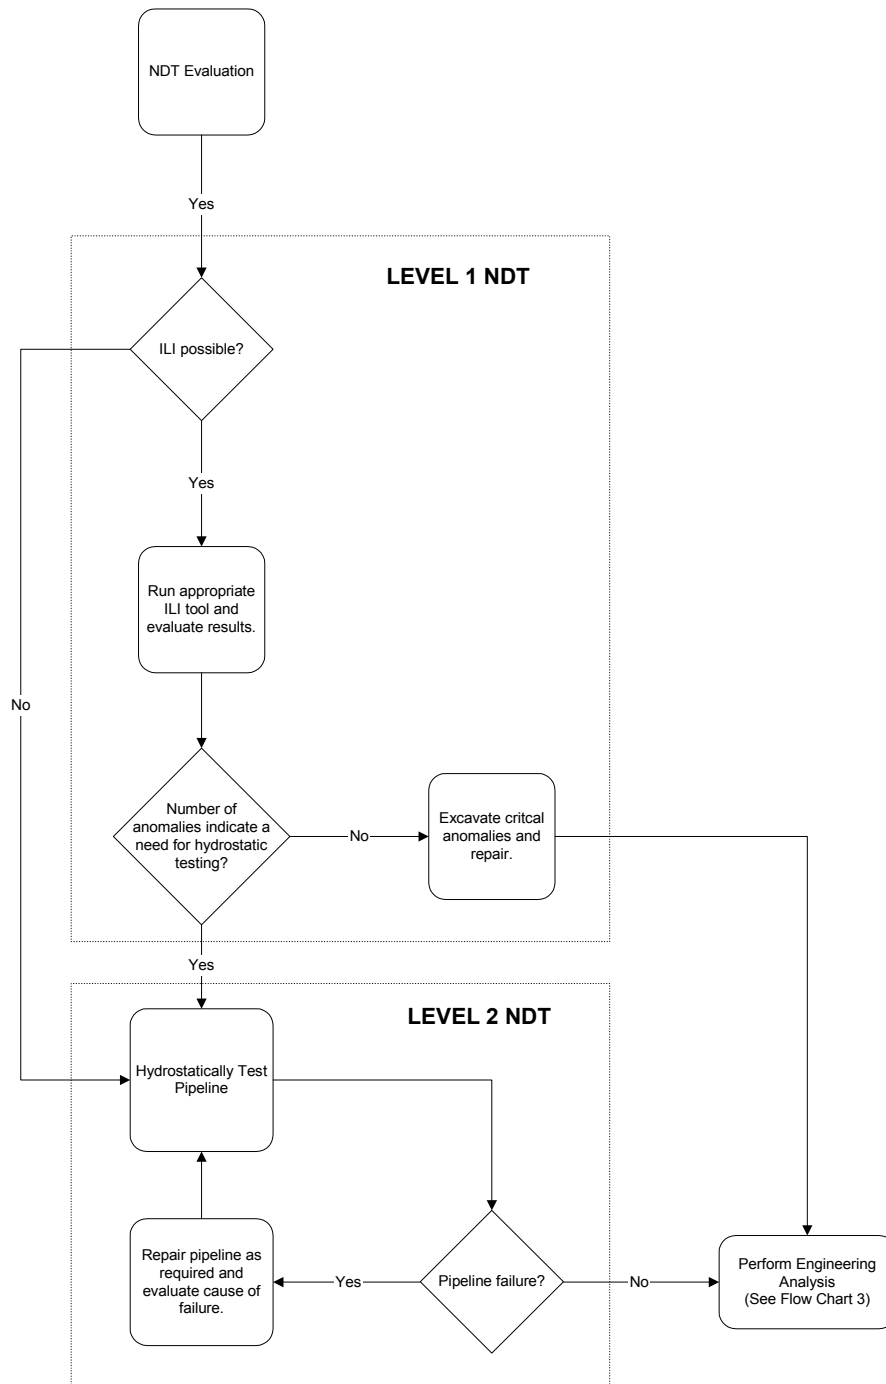 NDT Evaluation
Yes
LEVEL 1 NDT
ILI possible?
Yes
Run appropriate
ILI tool and
evaluate results.
No
Number of
anomalies indicate a
need for hydrostatic
testing?
No
Excavate critcal
anomalies and
repair.
Yes
LEVEL 2 NDT
Hydrostatically Test
Pipeline
Repair pipeline as
required and
evaluate cause of
failure.
Yes
Pipeline failure?
No
Perform Engineering
Analysis
(See Flow Chart 3)